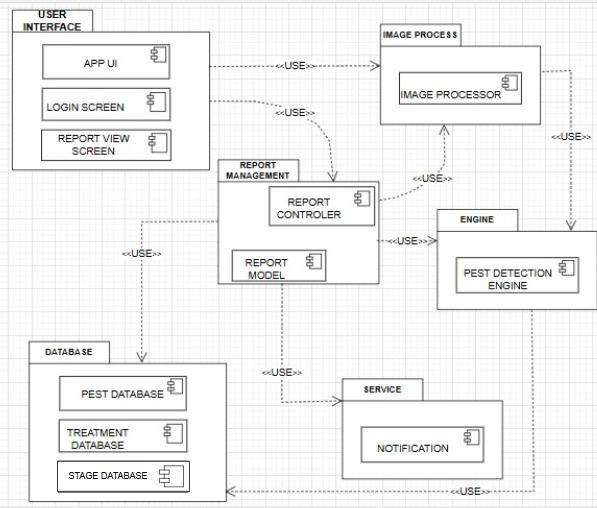 USER
INTERFACE
APP UI
LOGIN SCREEN
REPORT VIEW
SCREEN
IMAGE PROCESS
IMAGE PROCESSOR
<<USE>>
<<USE>>
<<USE>>
<<USE>>
REPORT
MANAGEMENT
REPORT
CONTROLER
REPORT
MODEL
<<USE>>
<<USE>>
ENGINE
PEST DETECTION
ENGINE
DATABASE
PEST DATABASE
TREATMENT
DATABASE
STAGE DATABASE
<<USE>>
SERVICE
NOTIFICATION
<<USE>>